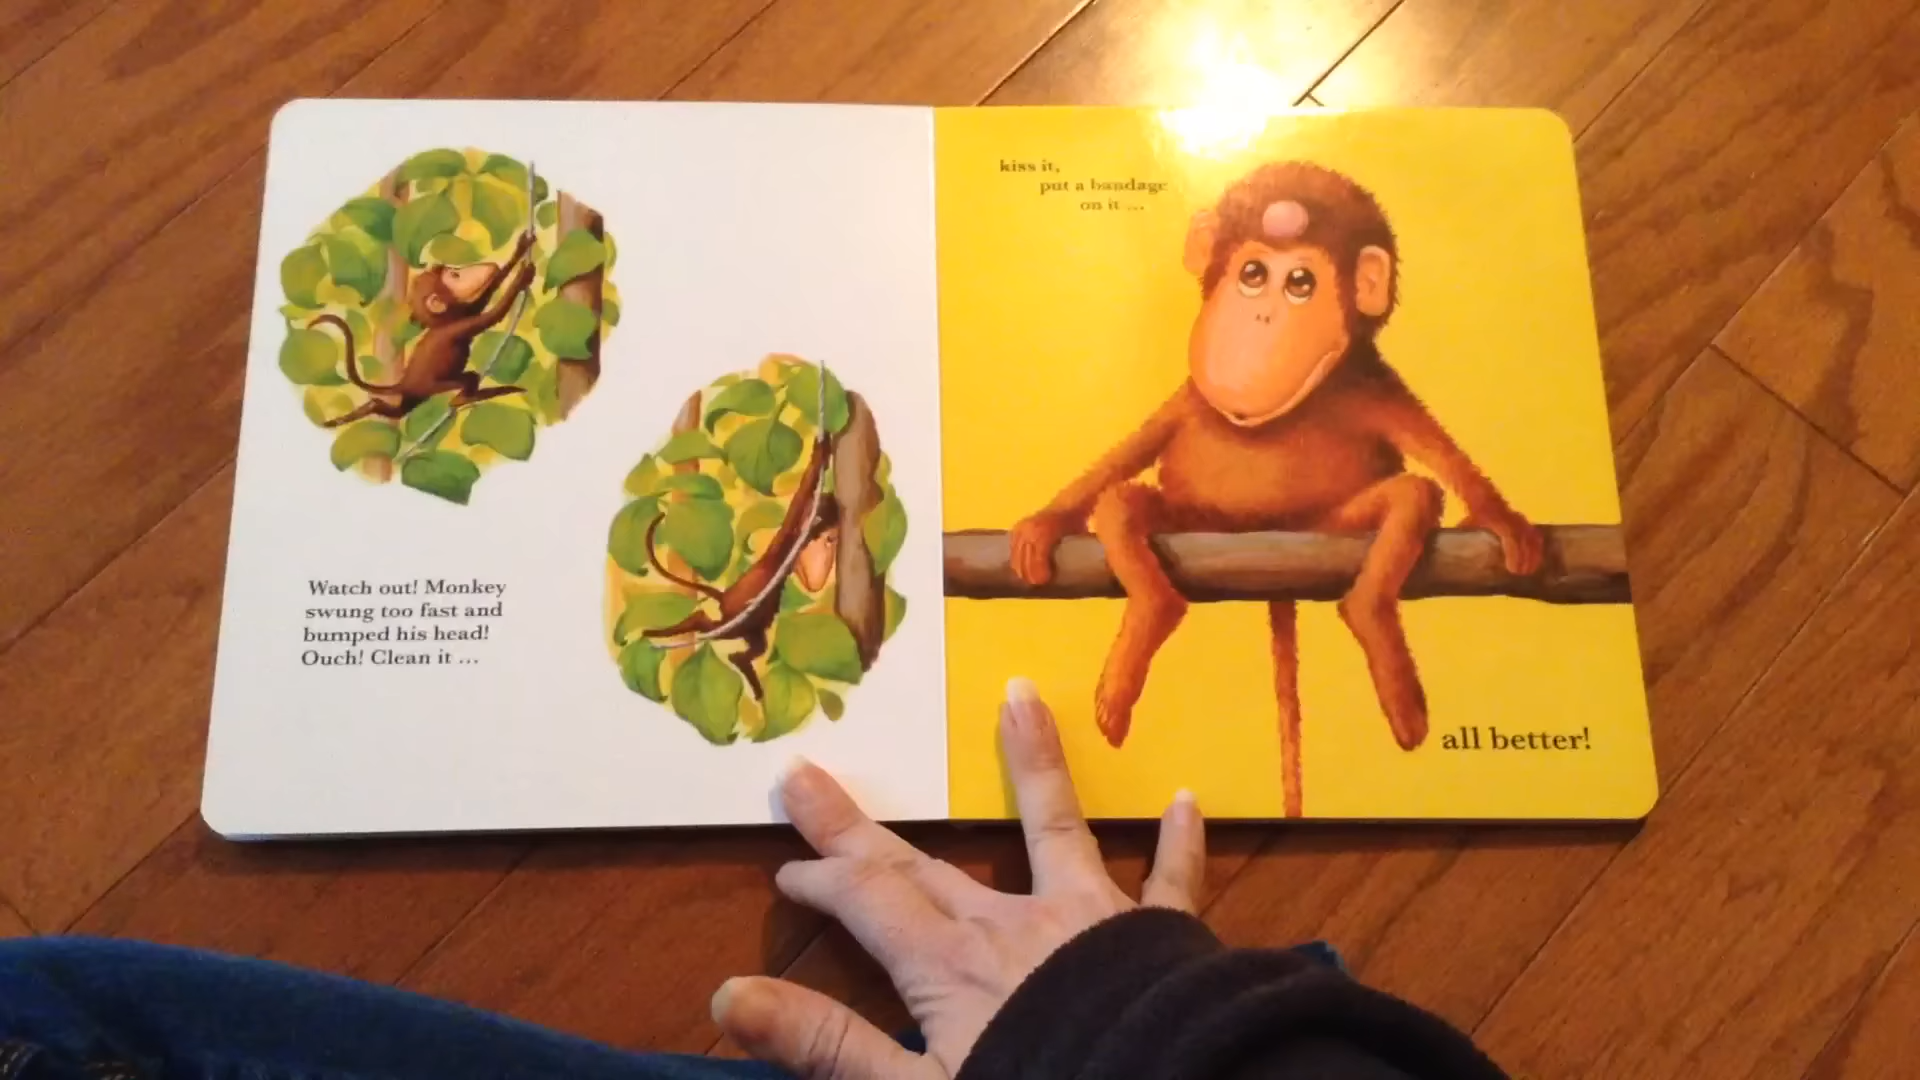 Watch out! Monkey
swung too fast and
bumped his head!
Ouch! Clean it ...
kiss it,
put a bandage
on it ...
all better!